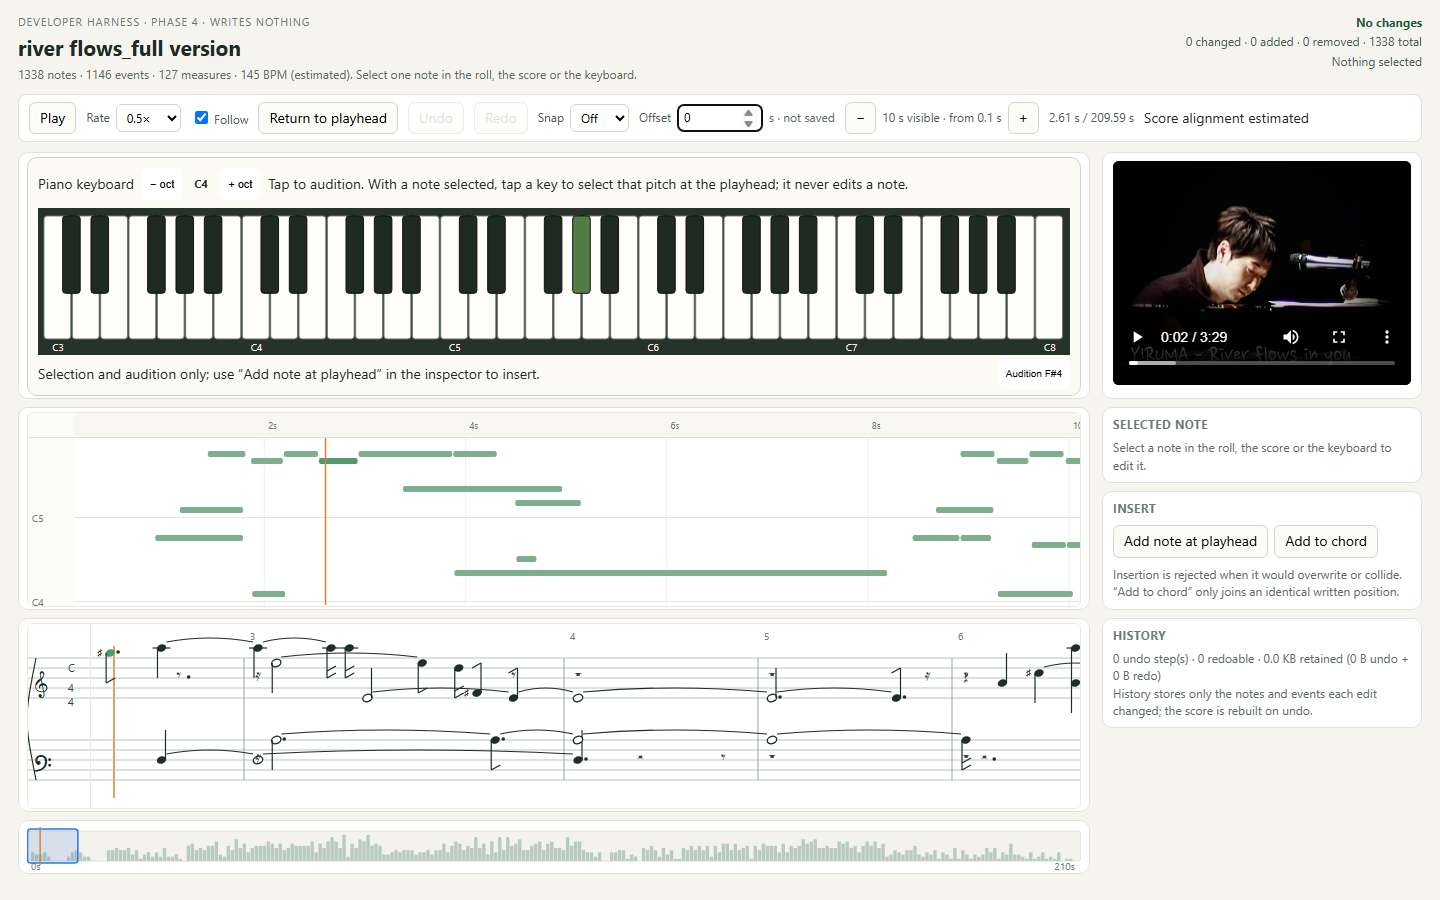 DEVELOPER HARNESS · PHASE 4 · WRITES NOTHING
river flows_full version
1338 notes · 1146 events · 127 measures · 145 BPM (estimated). Select one note in the roll, the score or the keyboard.
No changes
0 changed · 0 added · 0 removed · 1338 total
Nothing selected
Play Rate 0.5× Follow Return to playhead Undo Redo Snap Off Offset 0 s · not saved − 10 s visible · from 0.1 s + 2.61 s / 209.59 s Score alignment estimated
Piano keyboard − oct C4 + oct Tap to audition. With a note selected, tap a key to select that pitch at the playhead; it never edits a note.
C3 C4 C5 C6 C7 C8
Selection and audition only; use “Add note at playhead” in the inspector to insert. Audition F#4
0:02 / 3:29
YIRUMA - River flows in you
2s 4s 6s 8s 10
C5
C4
SELECTED NOTE
Select a note in the roll, the score or the keyboard to
edit it.
INSERT
Add note at playhead Add to chord
Insertion is rejected when it would overwrite or collide.
“Add to chord” only joins an identical written position.
3 4 5 6
C
4
4
HISTORY
0 undo step(s) · 0 redoable · 0.0 KB retained (0 B undo +
0 B redo)
History stores only the notes and events each edit
changed; the score is rebuilt on undo.
0s 210s